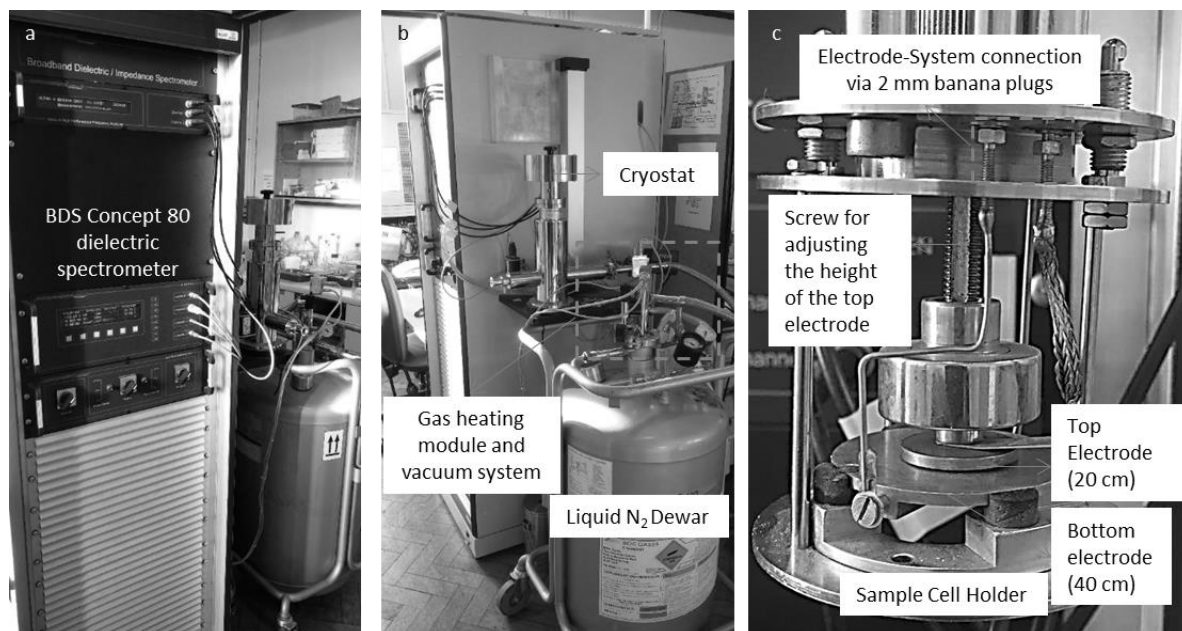 a
Broadband Dielectric / Impedance Spectrometer
BDS Concept 80
dielectric
spectrometer
b
Cryostat
Gas heating
module and
vacuum system
Liquid N₂ Dewar
c
Electrode-System connection
via 2 mm banana plugs
Screw for
adjusting
the height
of the top
electrode
Top
Electrode
(20 cm)
Bottom
electrode
(40 cm)
Sample Cell Holder